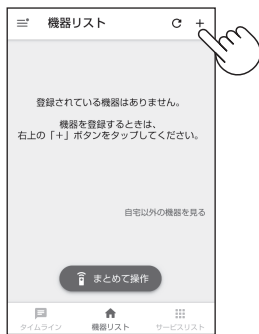 機器リスト
登録されている機器はありません。
機器を登録するときは、
右上の「+」ボタンをタップしてください。
自宅以外の機器を見る
まとめて操作
タイムライン
機器リスト
サービスリスト